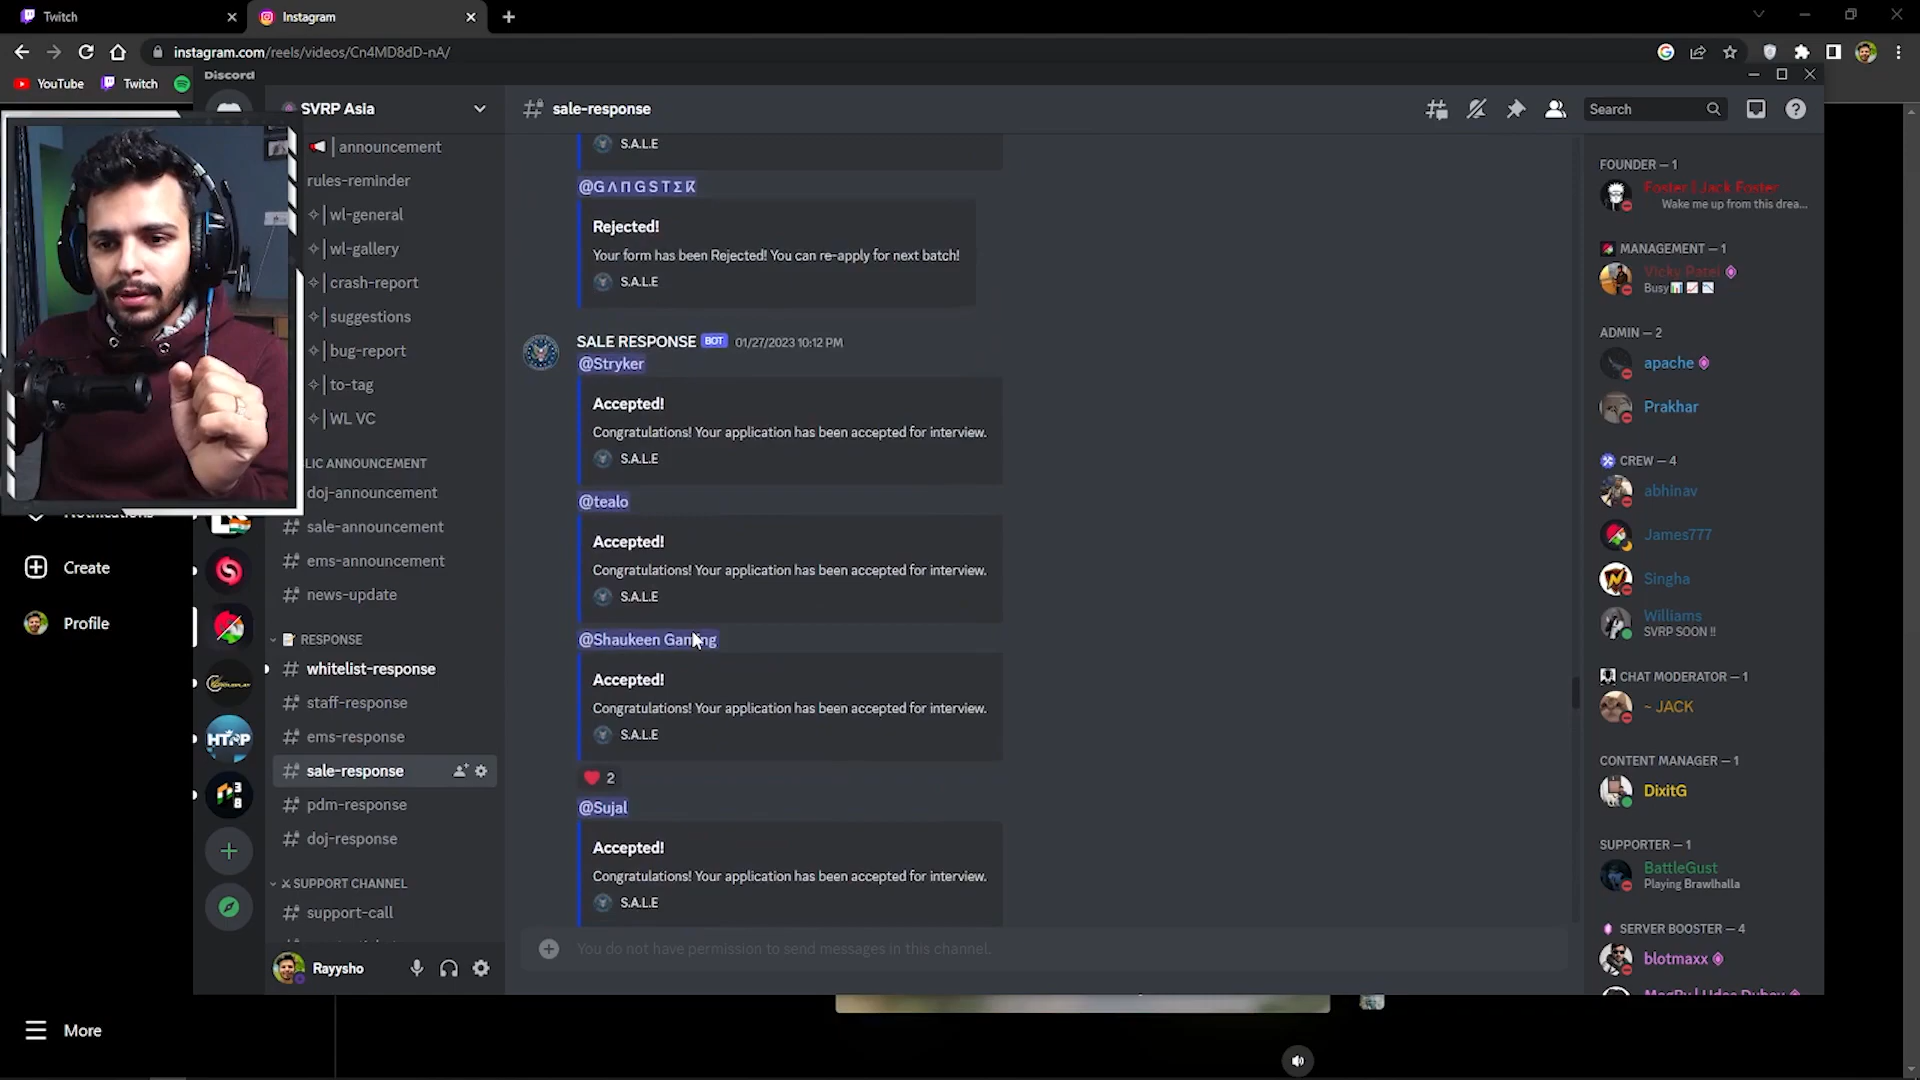 Twitch
Instagram
instagram.com/reels/videos/Cn4MD8dD-nA/
YouTube
Twitch
Discord
SVRP Asia
announcement
rules-reminder
wl-general
wl-gallery
crash-report
suggestions
bug-report
to-tag
WL VC
LIC ANNOUNCEMENT
doj-announcement
sale-announcement
ems-announcement
news-update
RESPONSE
whitelist-response
staff-response
ems-response
sale-response
pdm-response
doj-response
SUPPORT CHANNEL
support-call
Rayysho
Create
Profile
More
sale-response
Search
S.A.L.E
@GΛПGSTΣR
Rejected!
Your form has been Rejected! You can re-apply for next batch!
S.A.L.E
SALE RESPONSE BOT 01/27/2023 10:12 PM
@Stryker
Accepted!
Congratulations! Your application has been accepted for interview.
S.A.L.E
@tealo
Accepted!
Congratulations! Your application has been accepted for interview.
S.A.L.E
@Shaukeen Gaming
Accepted!
Congratulations! Your application has been accepted for interview.
S.A.L.E
2
@Sujal
Accepted!
Congratulations! Your application has been accepted for interview.
S.A.L.E
You do not have permission to send messages in this channel.
FOUNDER — 1
Foster | Jack Foster
Wake me up from this drea...
MANAGEMENT — 1
Vicky Patel
Busy
ADMIN — 2
apache
Prakhar
CREW — 4
abhinav
James777
Singha
Williams
SVRP SOON !!
CHAT MODERATOR — 1
~ JACK
CONTENT MANAGER — 1
DixitG
SUPPORTER — 1
BattleGust
Playing Brawlhalla
SERVER BOOSTER — 4
blotmaxx